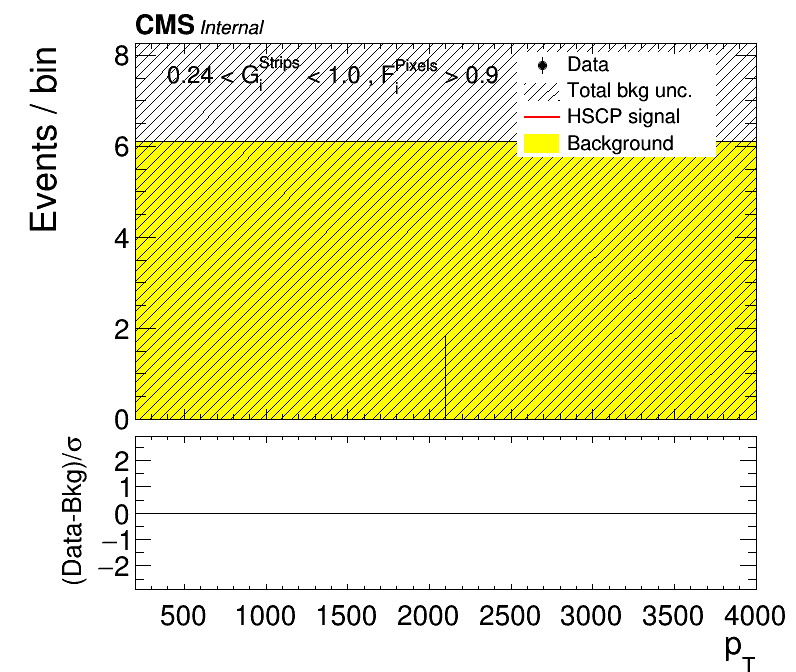 CMS Internal
Events / bin
8
6
4
2
0
0.24 < G_i^Strips < 1.0 , F_i^Pixels > 0.9
Data
Total bkg unc.
HSCP signal
Background
(Data-Bkg)/σ
2
1
0
−1
−2
500 1000 1500 2000 2500 3000 3500 4000
p_T